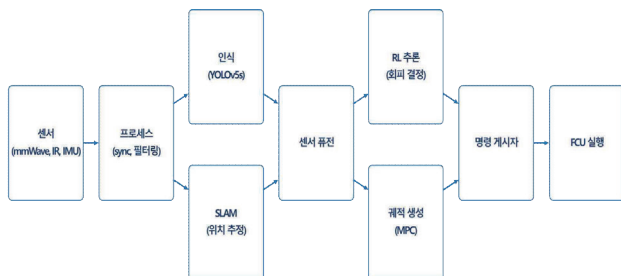 센서
(mmWave, IR, IMU)
프로세스
(sync, 필터링)
인식
(YOLOv5s)
SLAM
(위치 추정)
센서 퓨전
RL 추론
(회피 결정)
궤적 생성
(MPC)
명령 게시자
FCU 실행